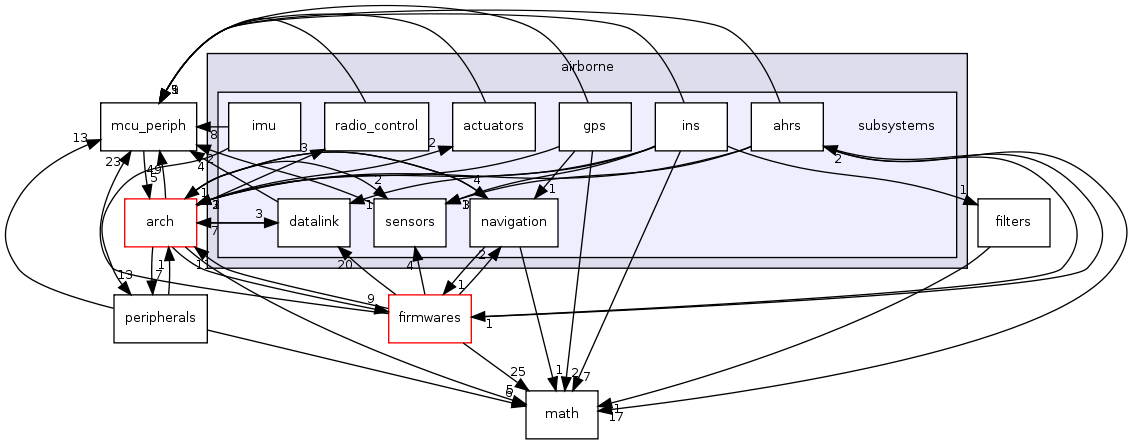 airborne
mcu_periph
imu
radio_control
actuators
gps
ins
ahrs
subsystems
13
8
2
3
2
2
23
49
5
4
2
4
1
1
1
1
3
1
arch
3
7
datalink
sensors
navigation
filters
11
13
1
7
20
4
2
1
9
1
peripherals
firmwares
25
1
2
7
5
6
17
math